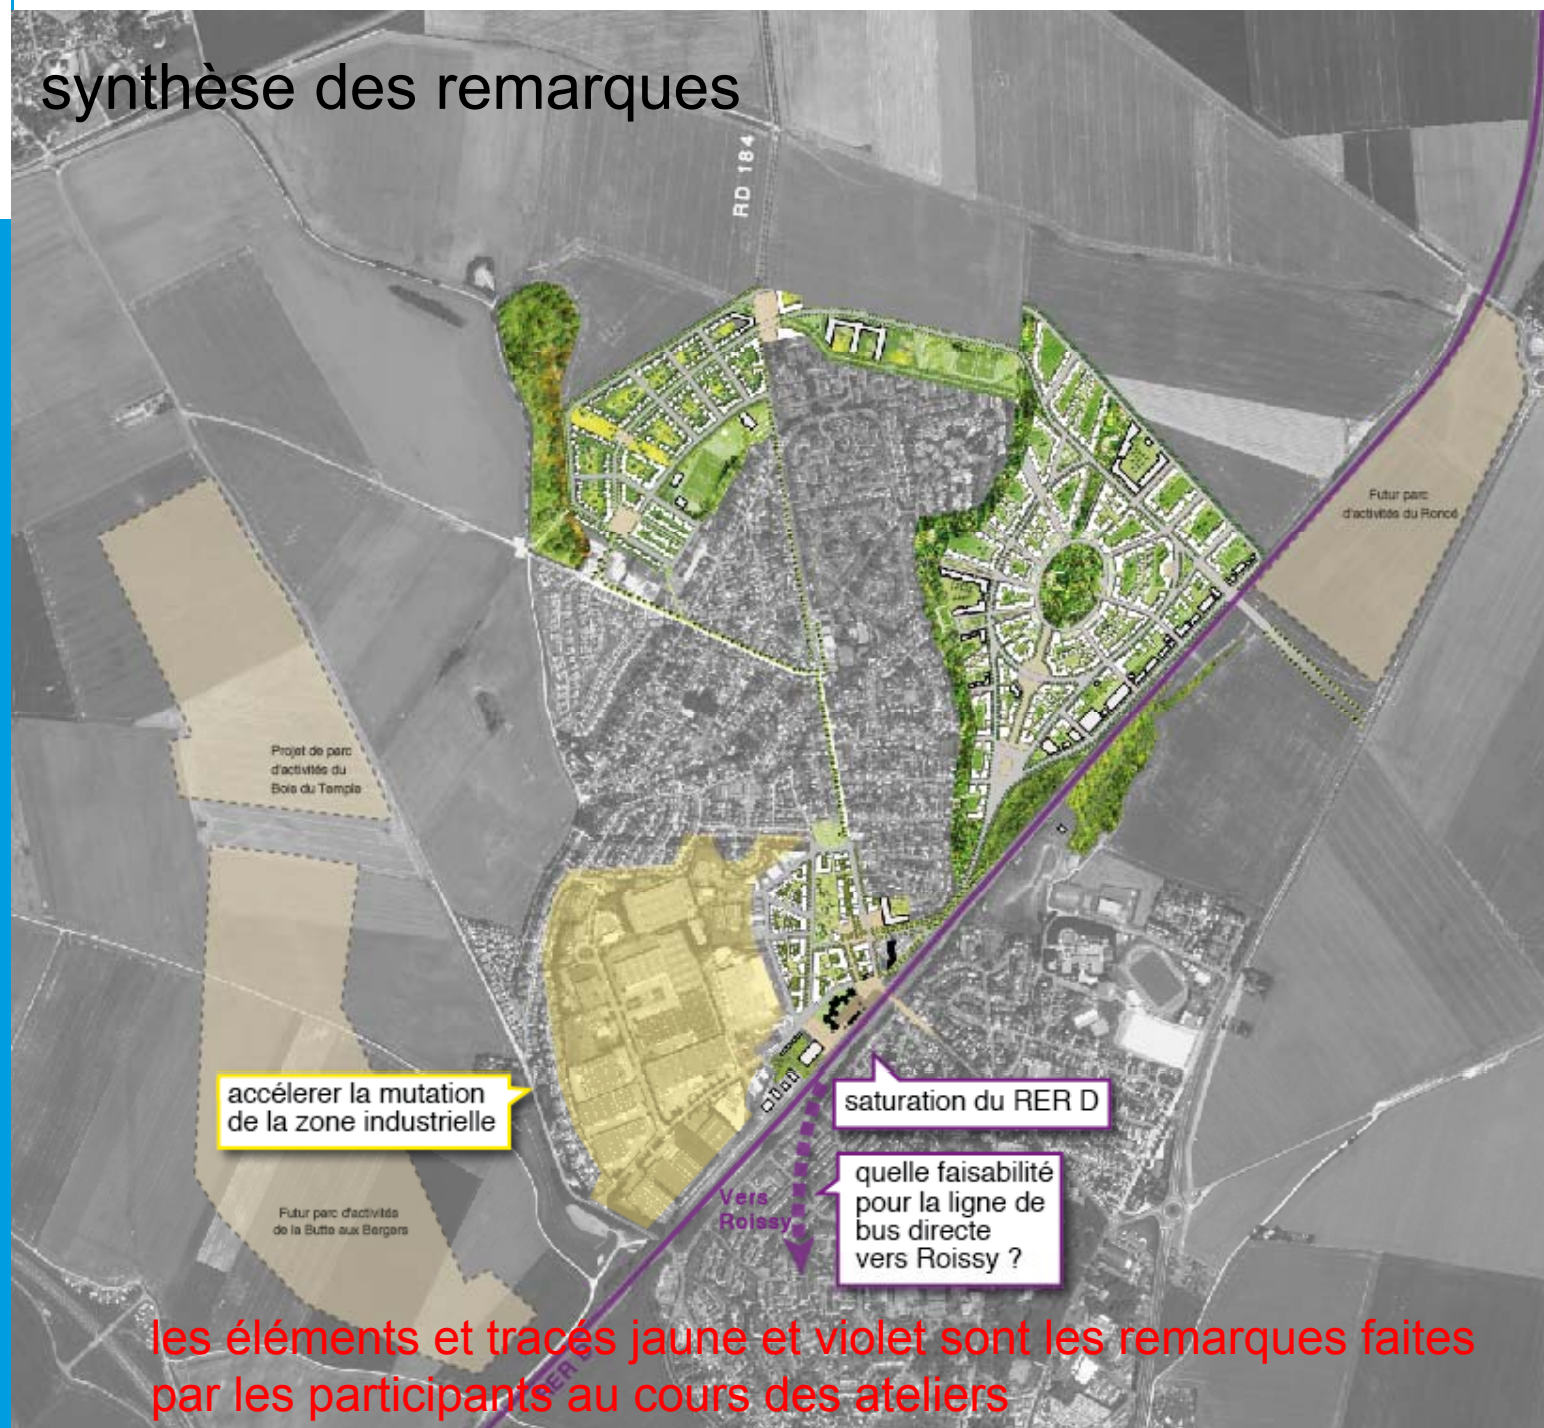 synthèse des remarques
RD 184
Futur parc
d'activités du Roncé
Projet de parc
d'activités du
Bois du Temple
accélerer la mutation
de la zone industrielle
saturation du RER D
quelle faisabilité
pour la ligne de
bus directe
vers Roissy ?
Vers
Roissy
Futur parc d'activités
de la Butte aux Bergers
RER D
les éléments et tracés jaune et violet sont les remarques faites
par les participants au cours des ateliers